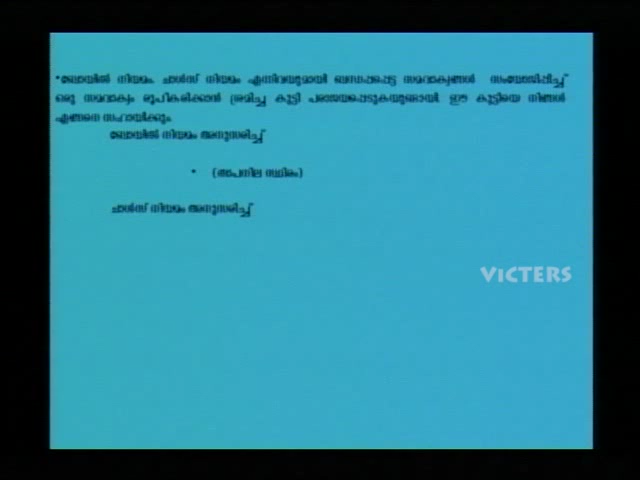 •ബോയിൽ നിയമം, ചാൾസ് നിയമം എന്നിവയുമായി ബന്ധപ്പെട്ട സമവാക്യങ്ങൾ സംയോജിപ്പിച്ച്
ഒരു സമവാക്യം രൂപീകരിക്കാൻ ശ്രമിച്ച കുട്ടി പരാജയപ്പെടുകയുണ്ടായി. ഈ കുട്ടിയെ നിങ്ങൾ
എങ്ങനെ സഹായിക്കും.
ബോയിൽ നിയമം അനുസരിച്ച്
• (താപനില സ്ഥിരം)
ചാൾസ് നിയമം അനുസരിച്ച്
VICTERS